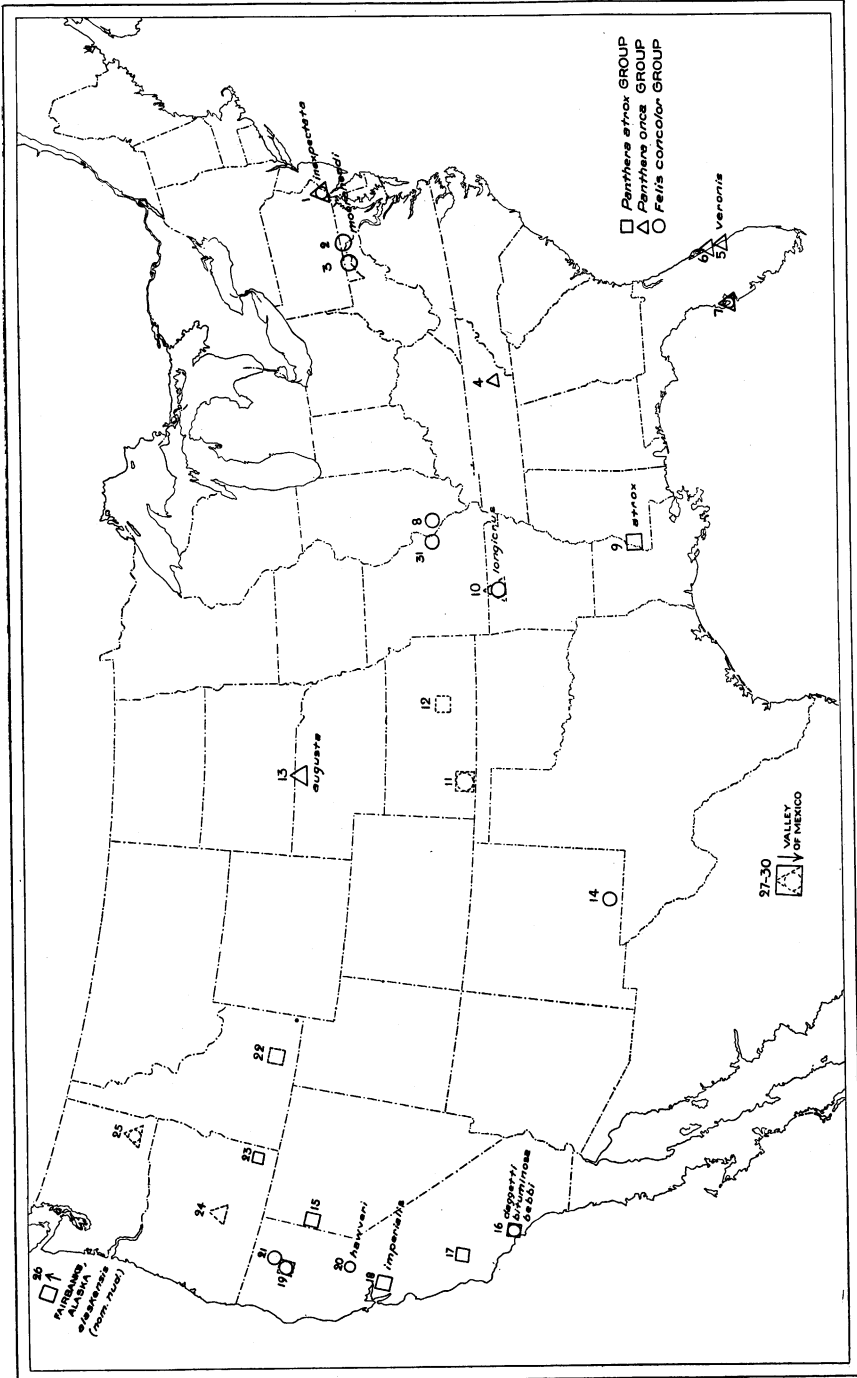 □ Panthera atrox GROUP
△ Panthera onca GROUP
○ Felis concolor GROUP
26
FAIRBANKS,
ALASKA,
alaskensis
(nom. nud.)
25
24
23
22
21
19
15
20
hawveri
18
imperialis
17
16
daggetti
bituminosa
bebbi
13
augusta
12
11
14
27-30
VALLEY
OF MEXICO
31
8
10
longicrus
9
atrox
4
1
inexpectata
2
3
6
5
veronis
7